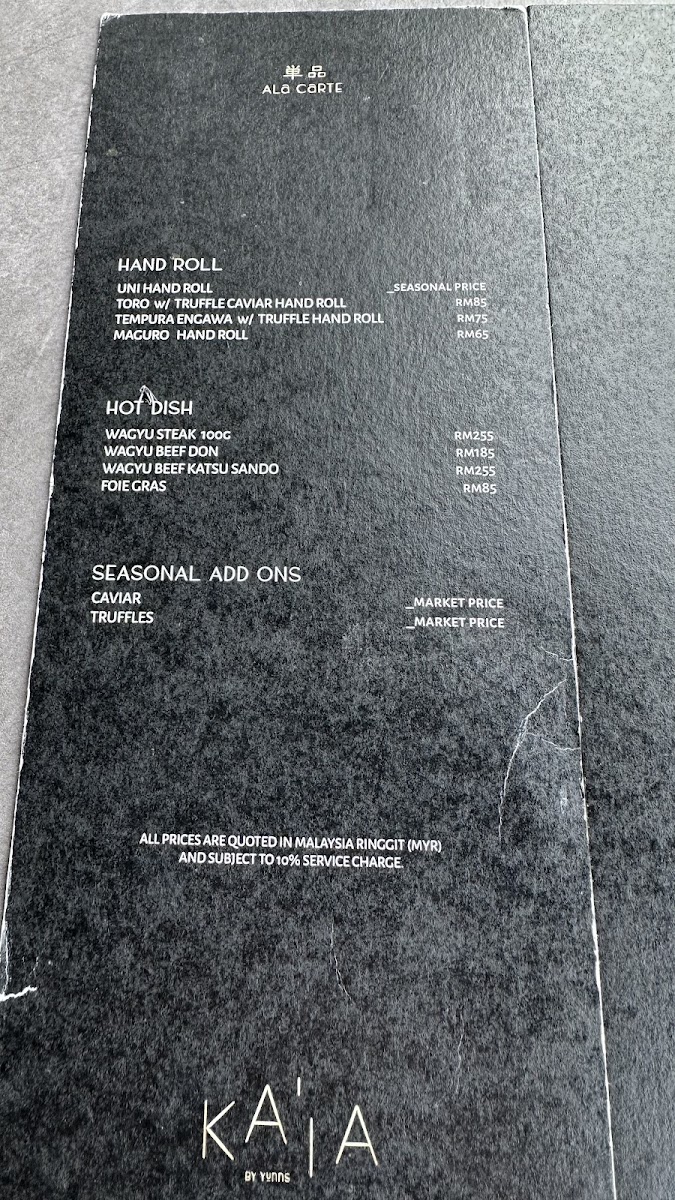 単品
ALa CaRTE
HAND ROLL
UNI HAND ROLL _SEASONAL PRICE
TORO w/ TRUFFLE CAVIAR HAND ROLL RM85
TEMPURA ENGAWA w/ TRUFFLE HAND ROLL RM75
MAGURO HAND ROLL RM65
HOT DISH
WAGYU STEAK 100G RM255
WAGYU BEEF DON RM185
WAGYU BEEF KATSU SANDO RM255
FOIE GRAS RM85
SEASONAL ADD ONS
CAVIAR _MARKET PRICE
TRUFFLES _MARKET PRICE
ALL PRICES ARE QUOTED IN MALAYSIA RINGGIT (MYR)
AND SUBJECT TO 10% SERVICE CHARGE.
KA'IA
BY YUNNS